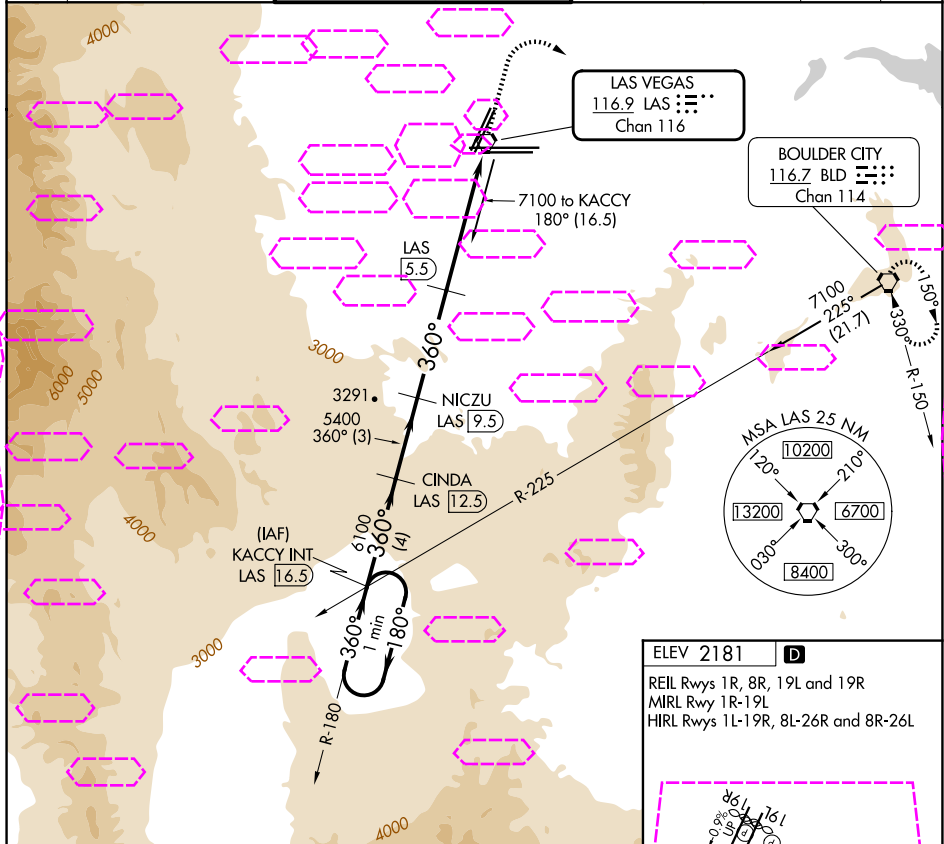 4000
LAS VEGAS
116.9 LAS
Chan 116
BOULDER CITY
116.7 BLD
Chan 114
7100 to KACCY
180° (16.5)
LAS
5.5
7100
225°
(21.7)
150°
330°
R-150
360°
3000
6000
5000
3291
5400
360° (3)
NICZU
LAS 9.5
MSA LAS 25 NM
120°
10200
210°
13200
6700
030°
8400
300°
CINDA
LAS 12.5
R-225
4000
(IAF)
KACCY INT
LAS 16.5
6100
360°
(4)
360°
1 min
180°
3000
R-180
ELEV 2181
D
REIL Rwys 1R, 8R, 19L and 19R
MIRL Rwy 1R-19L
HIRL Rwys 1L-19R, 8L-26R and 8R-26L
19R
19L
0.9%
UP
P
P
4000